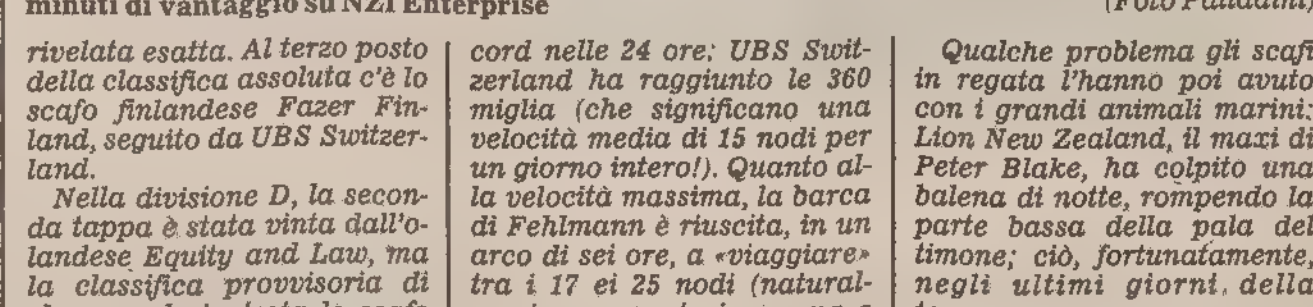 minuti di vantaggio su NZI Enterprise
(Foto Palladini)
rivelata esatta. Al terzo posto
della classifica assoluta c'è lo
scafo finlandese Fazer Fin-
land, seguito da UBS Switzer-
land.
Nella divisione D, la secon-
da tappa è stata vinta dall'o-
landese Equity and Law, ma
la classifica provvisoria di
cord nelle 24 ore: UBS Swit-
zerland ha raggiunto le 360
miglia (che significano una
velocità media di 15 nodi per
un giorno intero!). Quanto al-
la velocità massima, la barca
di Fehlmann è riuscita, in un
arco di sei ore, a «viaggiare»
tra i 17 ei 25 nodi (natural-
Qualche problema gli scafi
in regata l'hanno poi avuto
con i grandi animali marini.
Lion New Zealand, il maxi di
Peter Blake, ha colpito una
balena di notte, rompendo la
parte bassa della pala del
timone; ciò, fortunatamente,
negli ultimi giorni, della